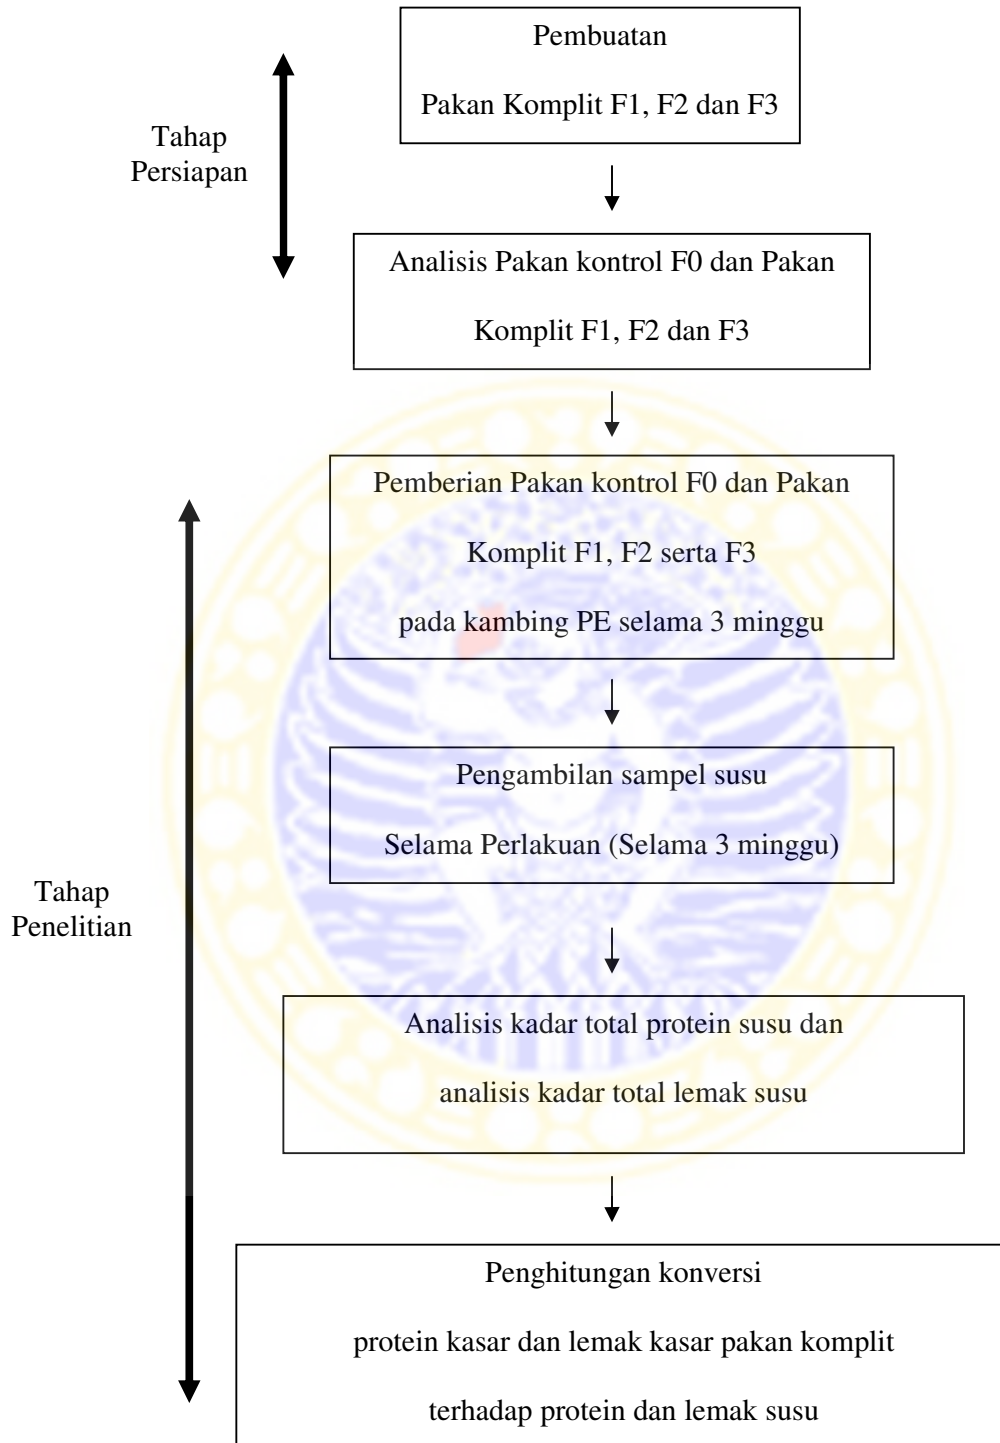 Pembuatan
Pakan Komplit F1, F2 dan F3
Tahap
Persiapan
Analisis Pakan kontrol F0 dan Pakan
Komplit F1, F2 dan F3
Pemberian Pakan kontrol F0 dan Pakan
Komplit F1, F2 serta F3
pada kambing PE selama 3 minggu
Pengambilan sampel susu
Selama Perlakuan (Selama 3 minggu)
Tahap
Penelitian
Analisis kadar total protein susu dan
analisis kadar total lemak susu
Penghitungan konversi
protein kasar dan lemak kasar pakan komplit
terhadap protein dan lemak susu